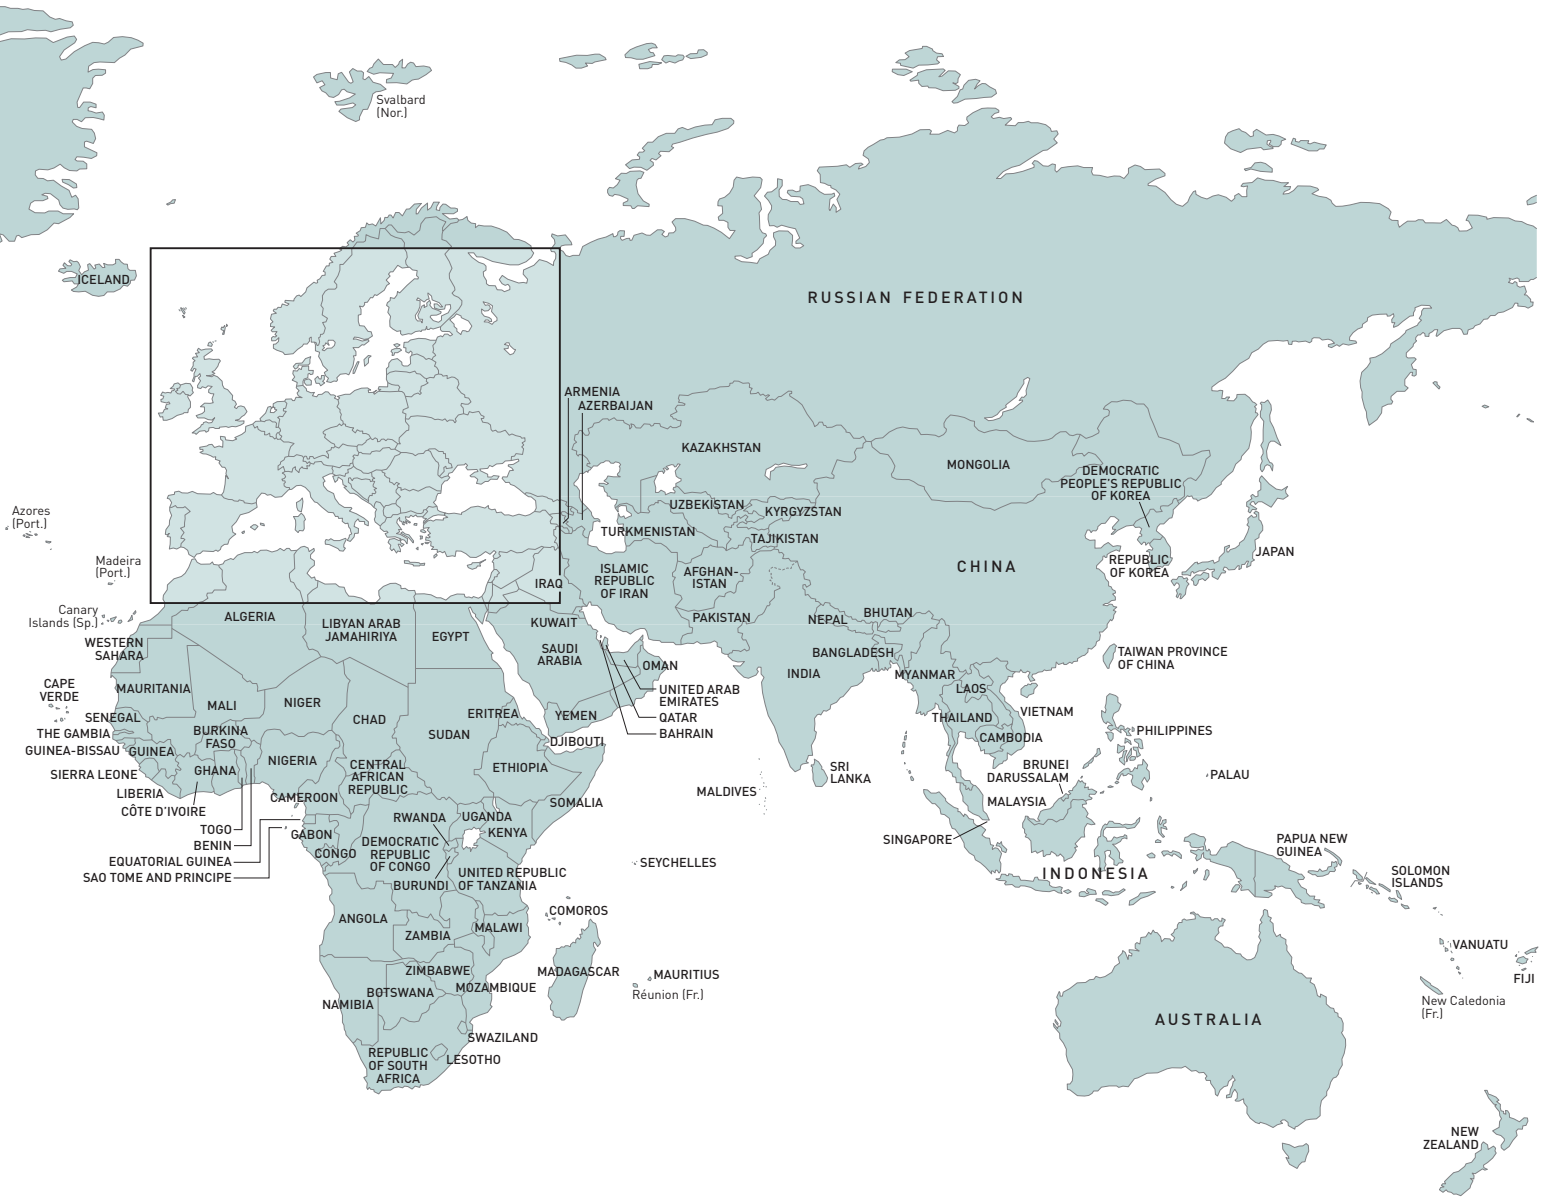 Svalbard
(Nor.)
ICELAND
RUSSIAN FEDERATION
ARMENIA
AZERBAIJAN
KAZAKHSTAN
MONGOLIA
DEMOCRATIC
PEOPLE'S REPUBLIC
OF KOREA
UZBEKISTAN
KYRGYZSTAN
Azores
(Port.)
TURKMENISTAN
TAJIKISTAN
JAPAN
Madeira
(Port.)
REPUBLIC
OF KOREA
CHINA
ISLAMIC
REPUBLIC
OF IRAN
AFGHAN-
ISTAN
IRAQ
Canary
Islands (Sp.)
ALGERIA
LIBYAN ARAB
JAMAHIRIYA
EGYPT
KUWAIT
PAKISTAN
NEPAL
BHUTAN
WESTERN
SAHARA
SAUDI
ARABIA
OMAN
BANGLADESH
TAIWAN PROVINCE
OF CHINA
INDIA
MYANMAR
LAOS
CAPE
VERDE
MAURITANIA
MALI
NIGER
CHAD
UNITED ARAB
EMIRATES
QATAR
BAHRAIN
SENEGAL
THE GAMBIA
GUINEA-BISSAU
GUINEA
BURKINA
FASO
SUDAN
ERITREA
YEMEN
DJIBOUTI
THAILAND
VIETNAM
CAMBODIA
PHILIPPINES
SIERRA LEONE
GHANA
NIGERIA
CENTRAL
AFRICAN
REPUBLIC
ETHIOPIA
SRI
LANKA
BRUNEI
DARUSSALAM
PALAU
LIBERIA
CÔTE D'IVOIRE
CAMEROON
SOMALIA
MALDIVES
MALAYSIA
TOGO
BENIN
EQUATORIAL GUINEA
SAO TOME AND PRINCIPE
GABON
CONGO
RWANDA
UGANDA
KENYA
DEMOCRATIC
REPUBLIC
OF CONGO
BURUNDI
UNITED REPUBLIC
OF TANZANIA
SEYCHELLES
SINGAPORE
INDONESIA
PAPUA NEW
GUINEA
SOLOMON
ISLANDS
ANGOLA
ZAMBIA
MALAWI
COMOROS
ZIMBABWE
MADAGASCAR
MAURITIUS
VANUATU
BOTSWANA
MOZAMBIQUE
Réunion (Fr.)
FIJI
NAMIBIA
New Caledonia
(Fr.)
AUSTRALIA
SWAZILAND
REPUBLIC
OF SOUTH
AFRICA
LESOTHO
NEW
ZEALAND